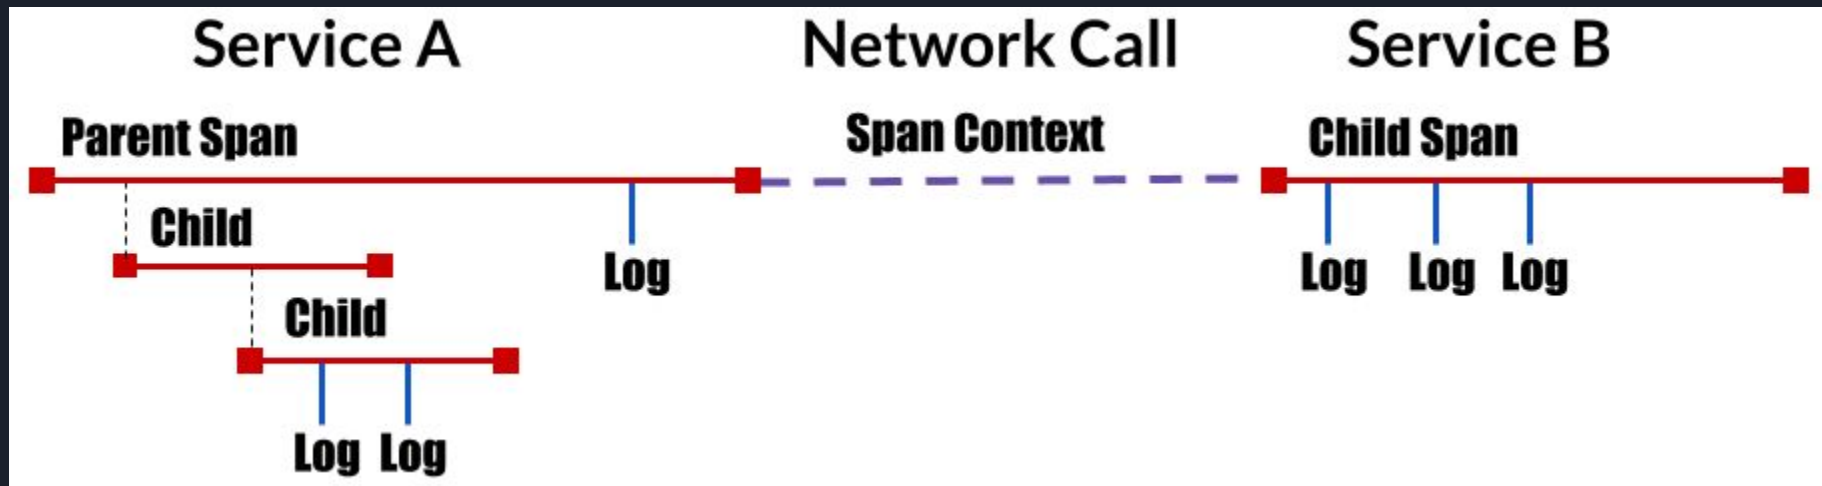 Service A
Network Call
Service B
Parent Span
Span Context
Child Span
Child
Log
Log
Log
Log
Child
Log
Log